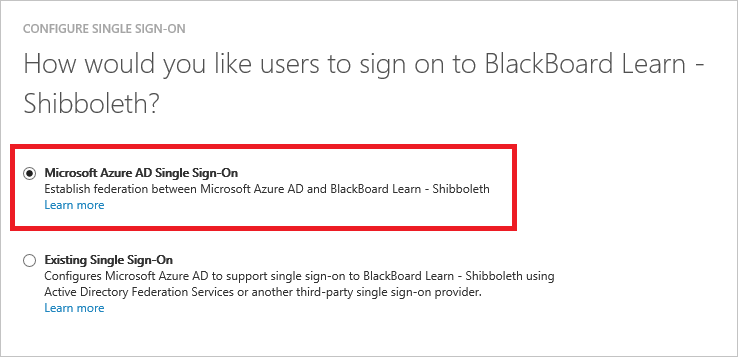 CONFIGURE SINGLE SIGN-ON
How would you like users to sign on to BlackBoard Learn -
Shibboleth?
Microsoft Azure AD Single Sign-On
Establish federation between Microsoft Azure AD and BlackBoard Learn - Shibboleth
Learn more
Existing Single Sign-On
Configures Microsoft Azure AD to support single sign-on to BlackBoard Learn - Shibboleth using
Active Directory Federation Services or another third-party single sign-on provider.
Learn more